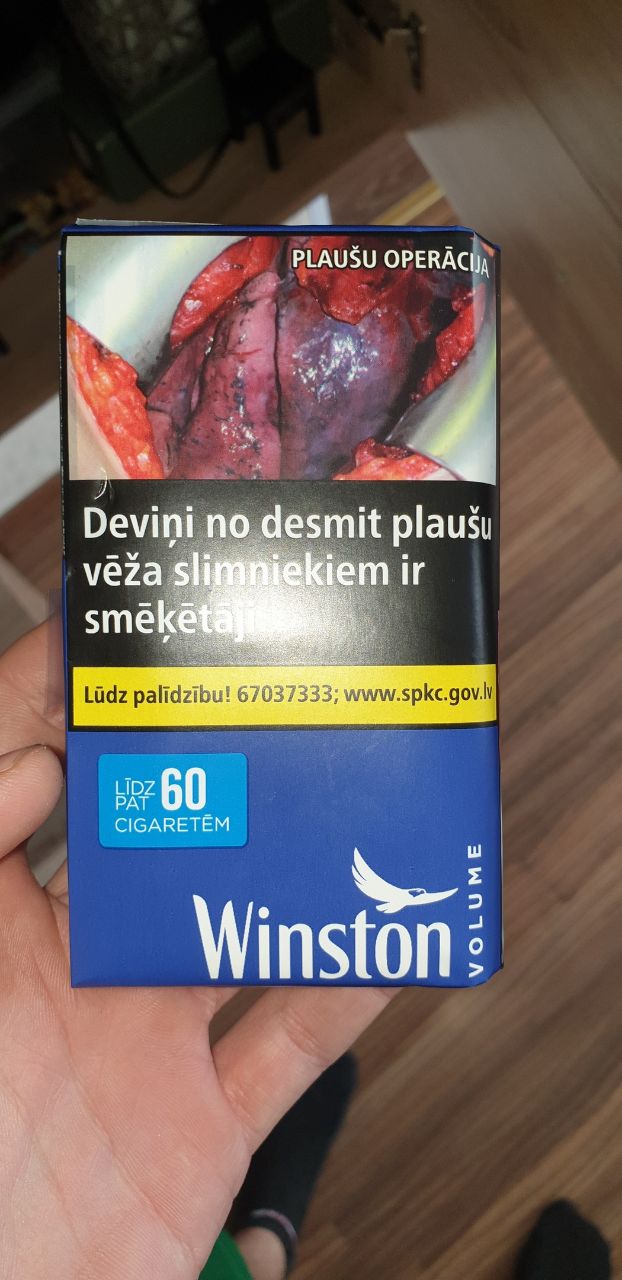 PLAUŠU OPERĀCIJA
Deviņi no desmit plaušu
vēža slimniekiem ir
smēķētāji
Lūdz palīdzību! 67037333; www.spkc.gov.lv
LĪDZ
PAT 60
CIGARETĒM
Winston
VOLUME